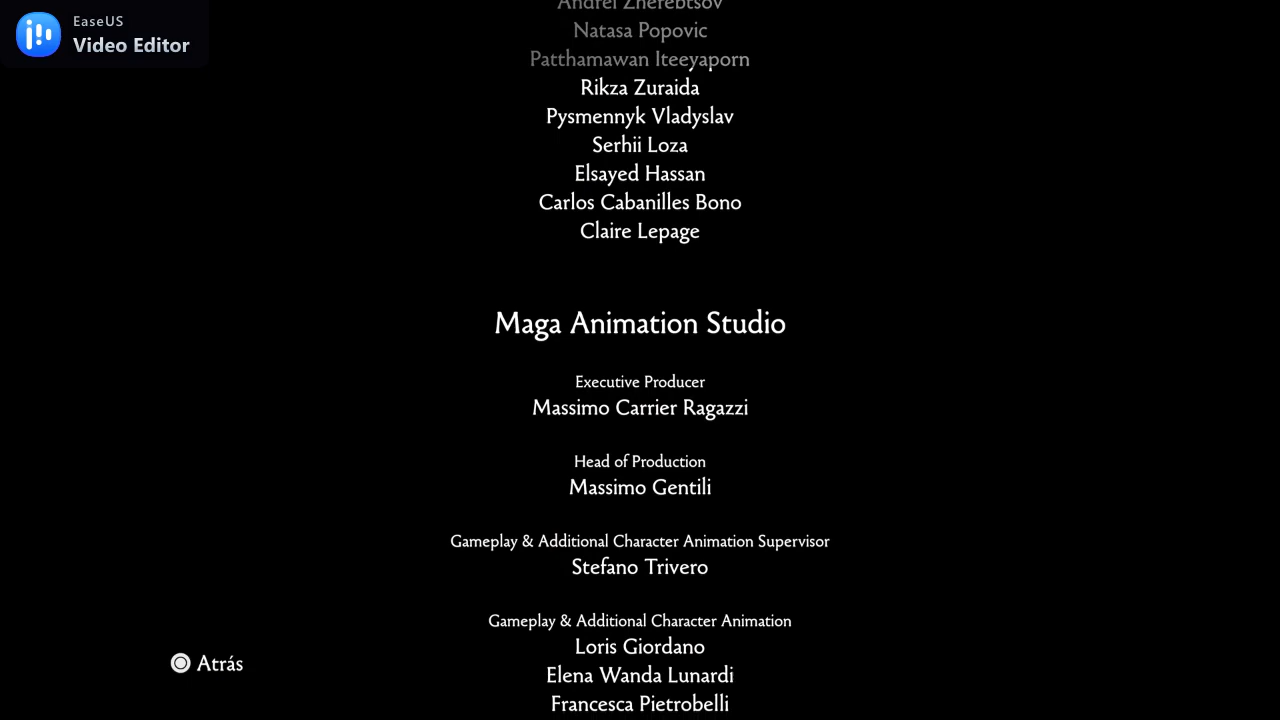 EaseUS
Video Editor
Andrei Zherebtsov
Natasa Popovic
Patthamawan Iteeyaporn
Rikza Zuraida
Pysmennyk Vladyslav
Serhii Loza
Elsayed Hassan
Carlos Cabanilles Bono
Claire Lepage
Maga Animation Studio
Executive Producer
Massimo Carrier Ragazzi
Head of Production
Massimo Gentili
Gameplay & Additional Character Animation Supervisor
Stefano Trivero
Gameplay & Additional Character Animation
Loris Giordano
Elena Wanda Lunardi
Francesca Pietrobelli
Atrás